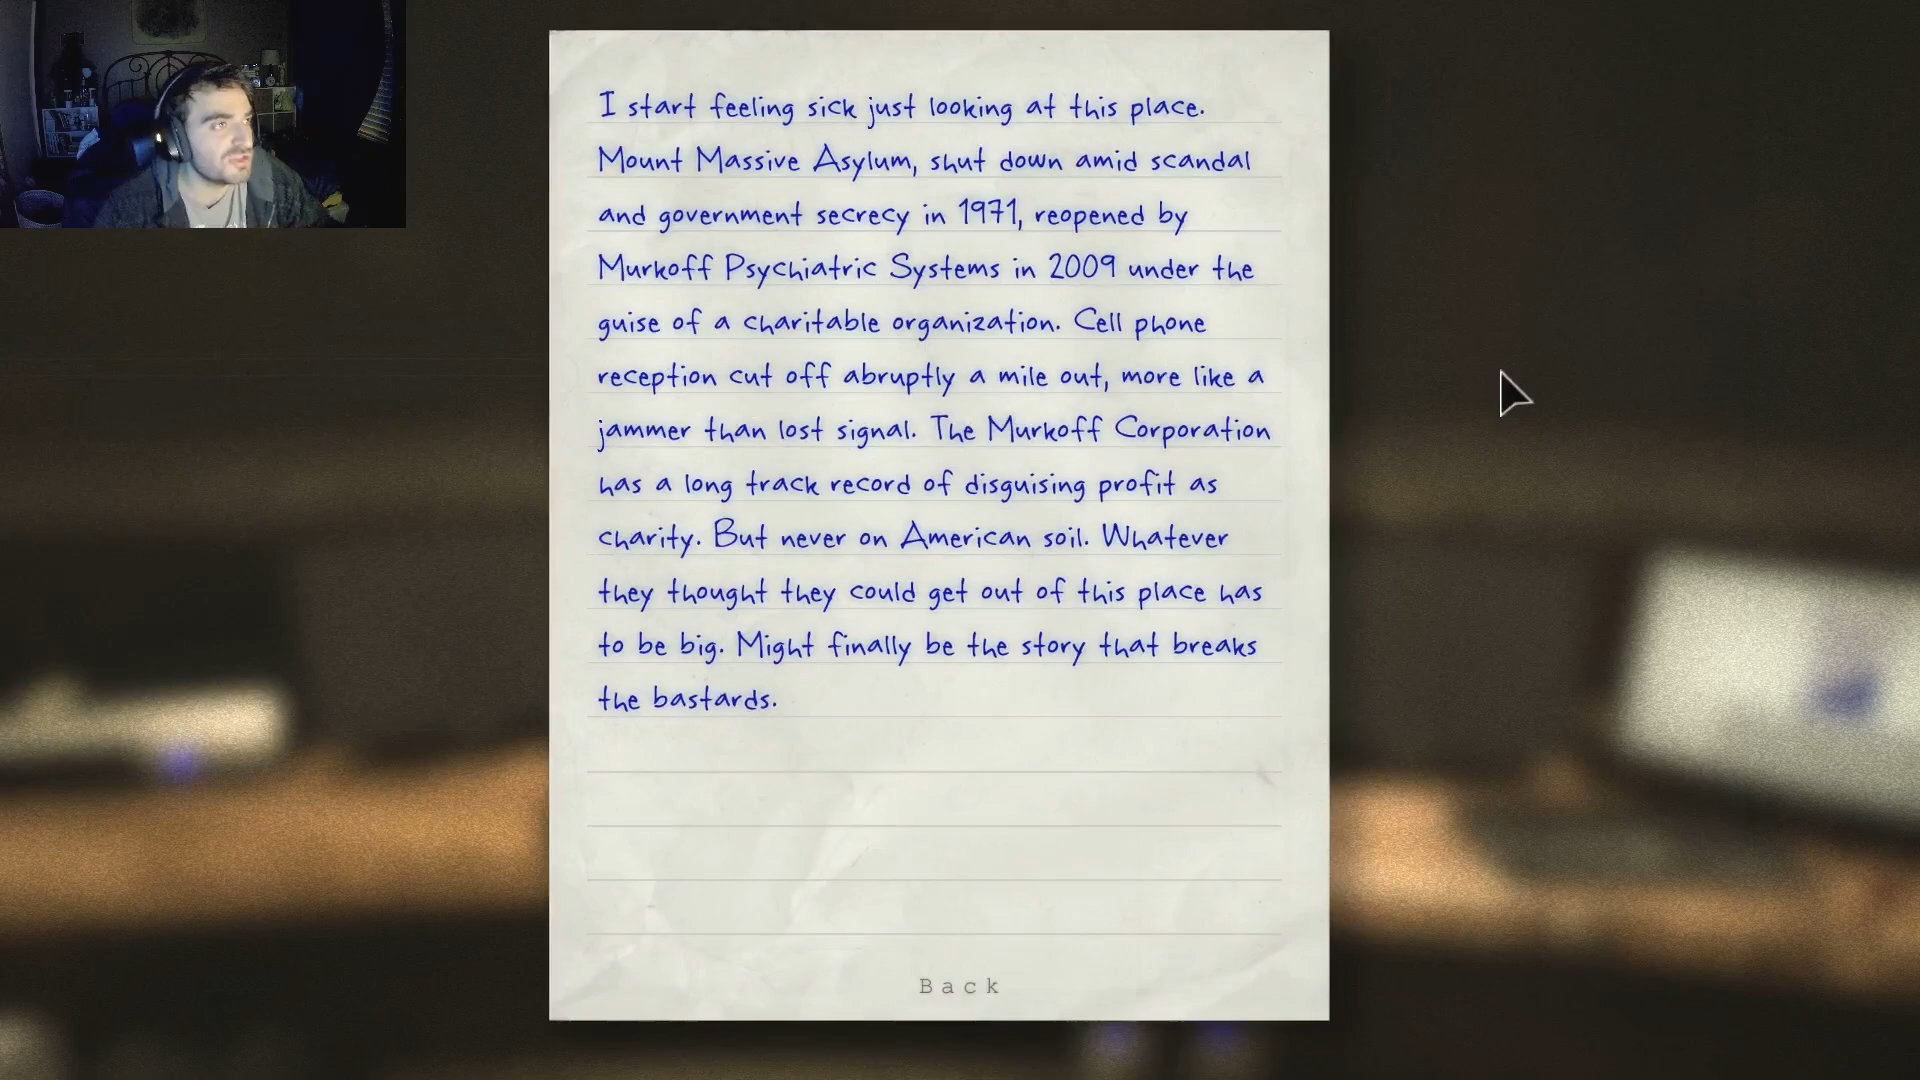 I start feeling sick just looking at this place.
Mount Massive Asylum, shut down amid scandal
and government secrecy in 1971, reopened by
Murkoff Psychiatric Systems in 2009 under the
guise of a charitable organization. Cell phone
reception cut off abruptly a mile out, more like a
jammer than lost signal. The Murkoff Corporation
has a long track record of disguising profit as
charity. But never on American soil. Whatever
they thought they could get out of this place has
to be big. Might finally be the story that breaks
the bastards.
Back